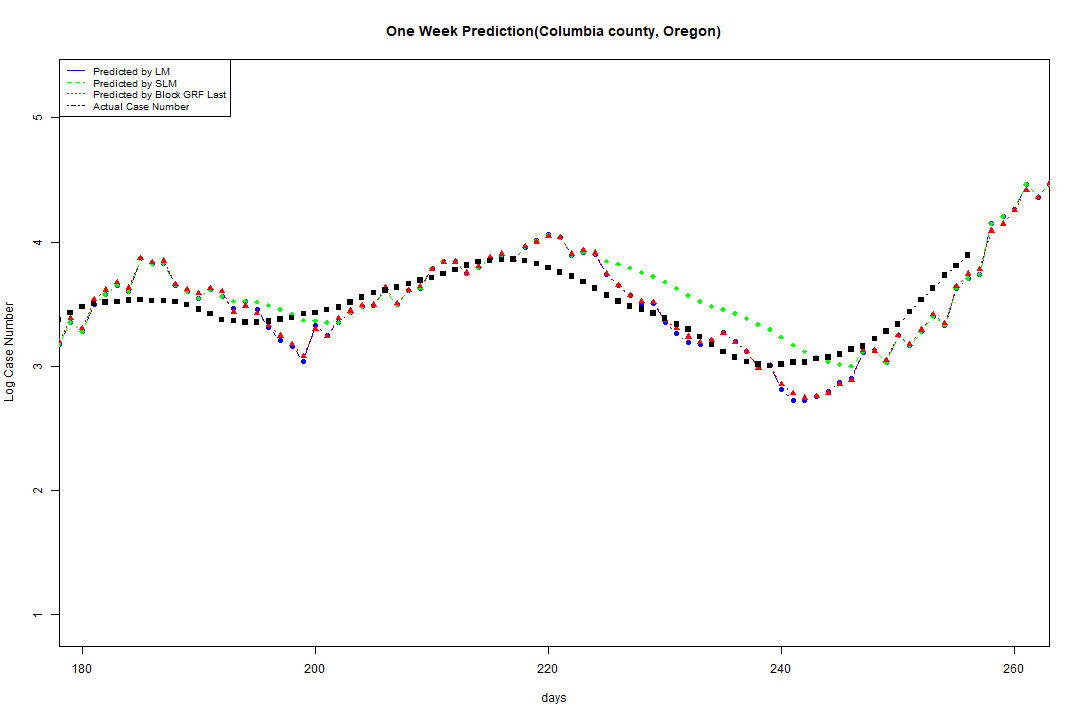 One Week Prediction(Columbia county, Oregon)
Predicted by LM
Predicted by SLM
Predicted by Block GRF Last
Actual Case Number
5
4
3
2
1
Log Case Number
180 200 220 240 260
days